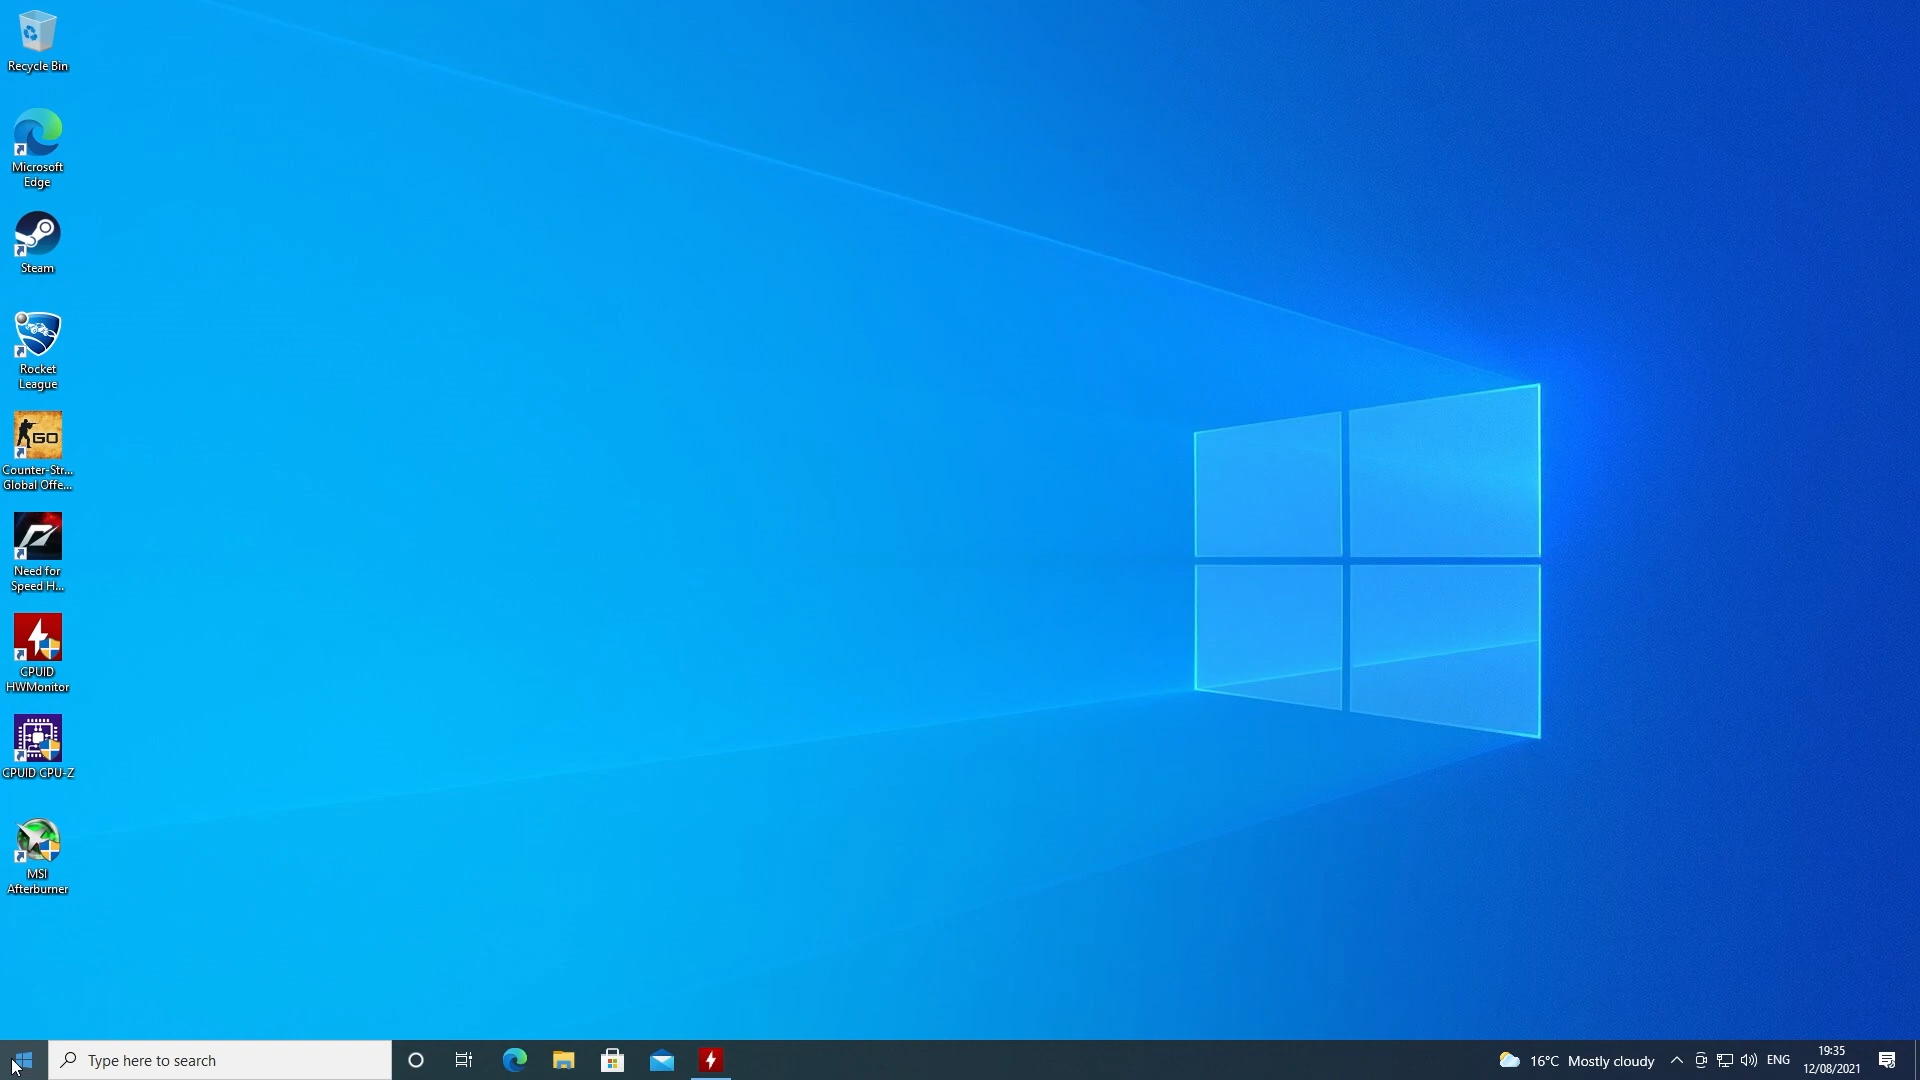 Recycle Bin
Microsoft
Edge
Steam
Rocket
League
GO
Counter-Str...
Global Offe...
Need for
Speed H...
CPUID
HWMonitor
CPUID CPU-Z
MSI
Afterburner
Type here to search
16°C Mostly cloudy
ENG
19:35
12/08/2021